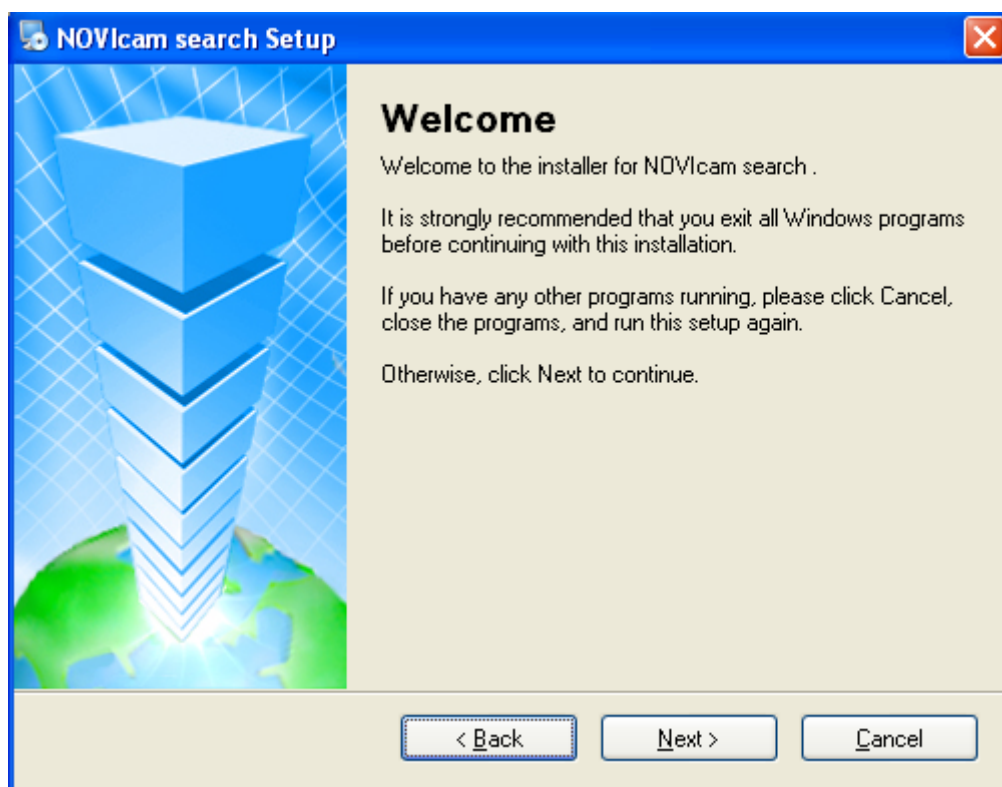 NOVIcam search Setup
Welcome
Welcome to the installer for NOVIcam search .
It is strongly recommended that you exit all Windows programs
before continuing with this installation.
If you have any other programs running, please click Cancel,
close the programs, and run this setup again.
Otherwise, click Next to continue.
< Back
Next >
Cancel